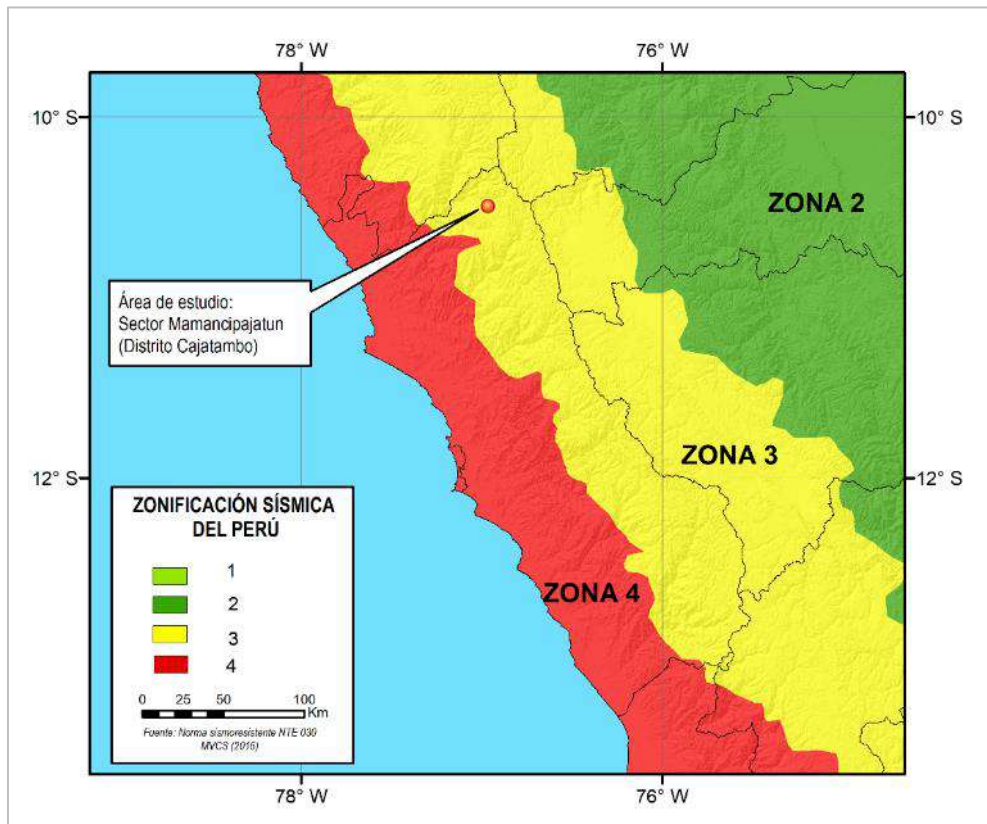 78° W
76° W
10° S
10° S
ZONA 2
Área de estudio:
Sector Mamancipajatun
(Distrito Cajatambo)
ZONA 3
12° S
12° S
ZONIFICACIÓN SÍSMICA
DEL PERÚ
1
2
3
4
0 25 50 100
Km
Fuente: Norma sismoresistente NTE 030
MVCS (2016)
ZONA 4
78° W
76° W